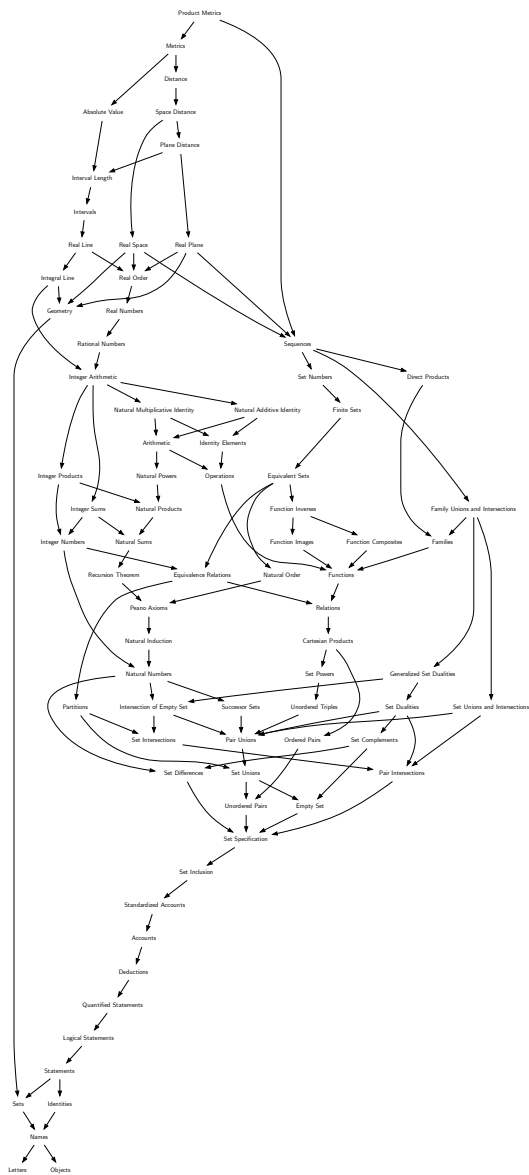 Product Metrics
Metrics
Distance
Absolute Value Space Distance
Plane Distance
Interval Length
Intervals
Real Line Real Space Real Plane
Integral Line Real Order
Geometry Real Numbers
Rational Numbers Sequences
Integer Arithmetic Set Numbers Direct Products
Natural Multiplicative Identity Natural Additive Identity Finite Sets
Arithmetic Identity Elements
Integer Products Natural Powers Operations Equivalent Sets
Integer Sums Natural Products Function Inverses Family Unions and Intersections
Integer Numbers Natural Sums Function Images Function Composites Families
Recursion Theorem Equivalence Relations Natural Order Functions
Peano Axioms Relations
Natural Induction Cartesian Products
Natural Numbers Set Powers Generalized Set Dualities
Partitions Intersection of Empty Set Successor Sets Unordered Triples Set Dualities Set Unions and Intersections
Set Intersections Pair Unions Ordered Pairs Set Complements
Set Differences Set Unions Pair Intersections
Unordered Pairs Empty Set
Set Specification
Set Inclusion
Standardized Accounts
Accounts
Deductions
Quantified Statements
Logical Statements
Statements
Sets Identities
Names
Letters Objects